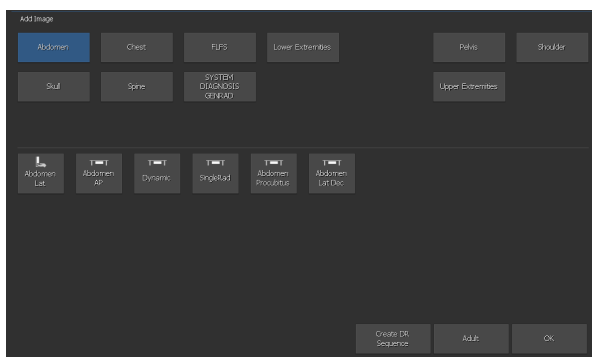 Add Image
Abdomen
Chest
FLFS
Lower Extremities
Pelvis
Shoulder
Skull
Spine
SYSTEM
DIAGNOSIS
GENRAD
Upper Extremities
Abdomen
Lat
Abdomen
AP
Dynamic
SingleRad
Abdomen
Procubitus
Abdomen
Lat Dec
Create DR
Sequence
Adult
OK